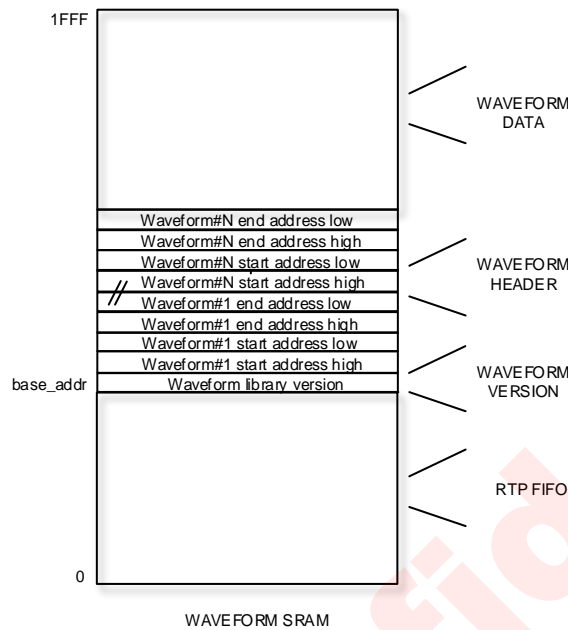 1FFF
WAVEFORM
DATA
Waveform#N end address low
Waveform#N end address high
Waveform#N start address low
Waveform#N start address high
WAVEFORM
HEADER
Waveform#1 end address low
Waveform#1 end address high
Waveform#1 start address low
Waveform#1 start address high
base_addr
Waveform library version
WAVEFORM
VERSION
RTP FIFO
0
WAVEFORM SRAM